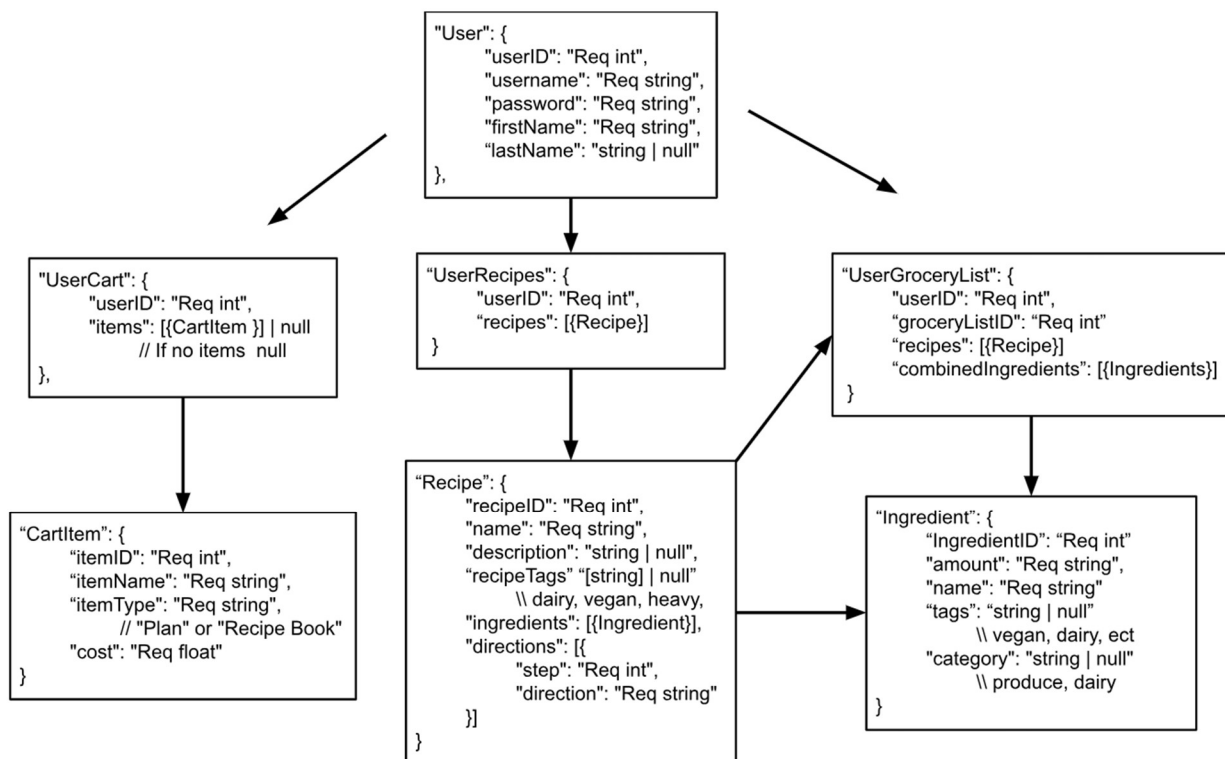 "User": {
"userID": "Req int",
"username": "Req string",
"password": "Req string",
"firstName": "Req string",
“lastName": "string | null"
},
"UserCart": {
"userID": "Req int",
"items": [{CartItem }] | null
// If no items  null
},
“UserRecipes": {
"userID": "Req int",
“recipes": [{Recipe}]
}
“UserGroceryList": {
"userID": "Req int",
“groceryListID": “Req int”
“recipes": [{Recipe}]
“combinedIngredients”: [{Ingredients}]
}
“CartItem”: {
“itemID": "Req int",
“itemName": "Req string",
“itemType": "Req string",
// "Plan" or "Recipe Book"
"cost": "Req float"
}
“Recipe”: {
"recipeID": "Req int",
"name": "Req string",
"description": "string | null",
“recipeTags” “[string] | null”
\\ dairy, vegan, heavy,
"ingredients": [{Ingredient}],
"directions": [{
"step": "Req int",
"direction": "Req string"
}]
}
“Ingredient”: {
“IngredientID”: “Req int”
"amount": "Req string",
"name": "Req string"
“tags”: “string | null”
\\ vegan, dairy, ect
"category": "string | null"
\\ produce, dairy
}